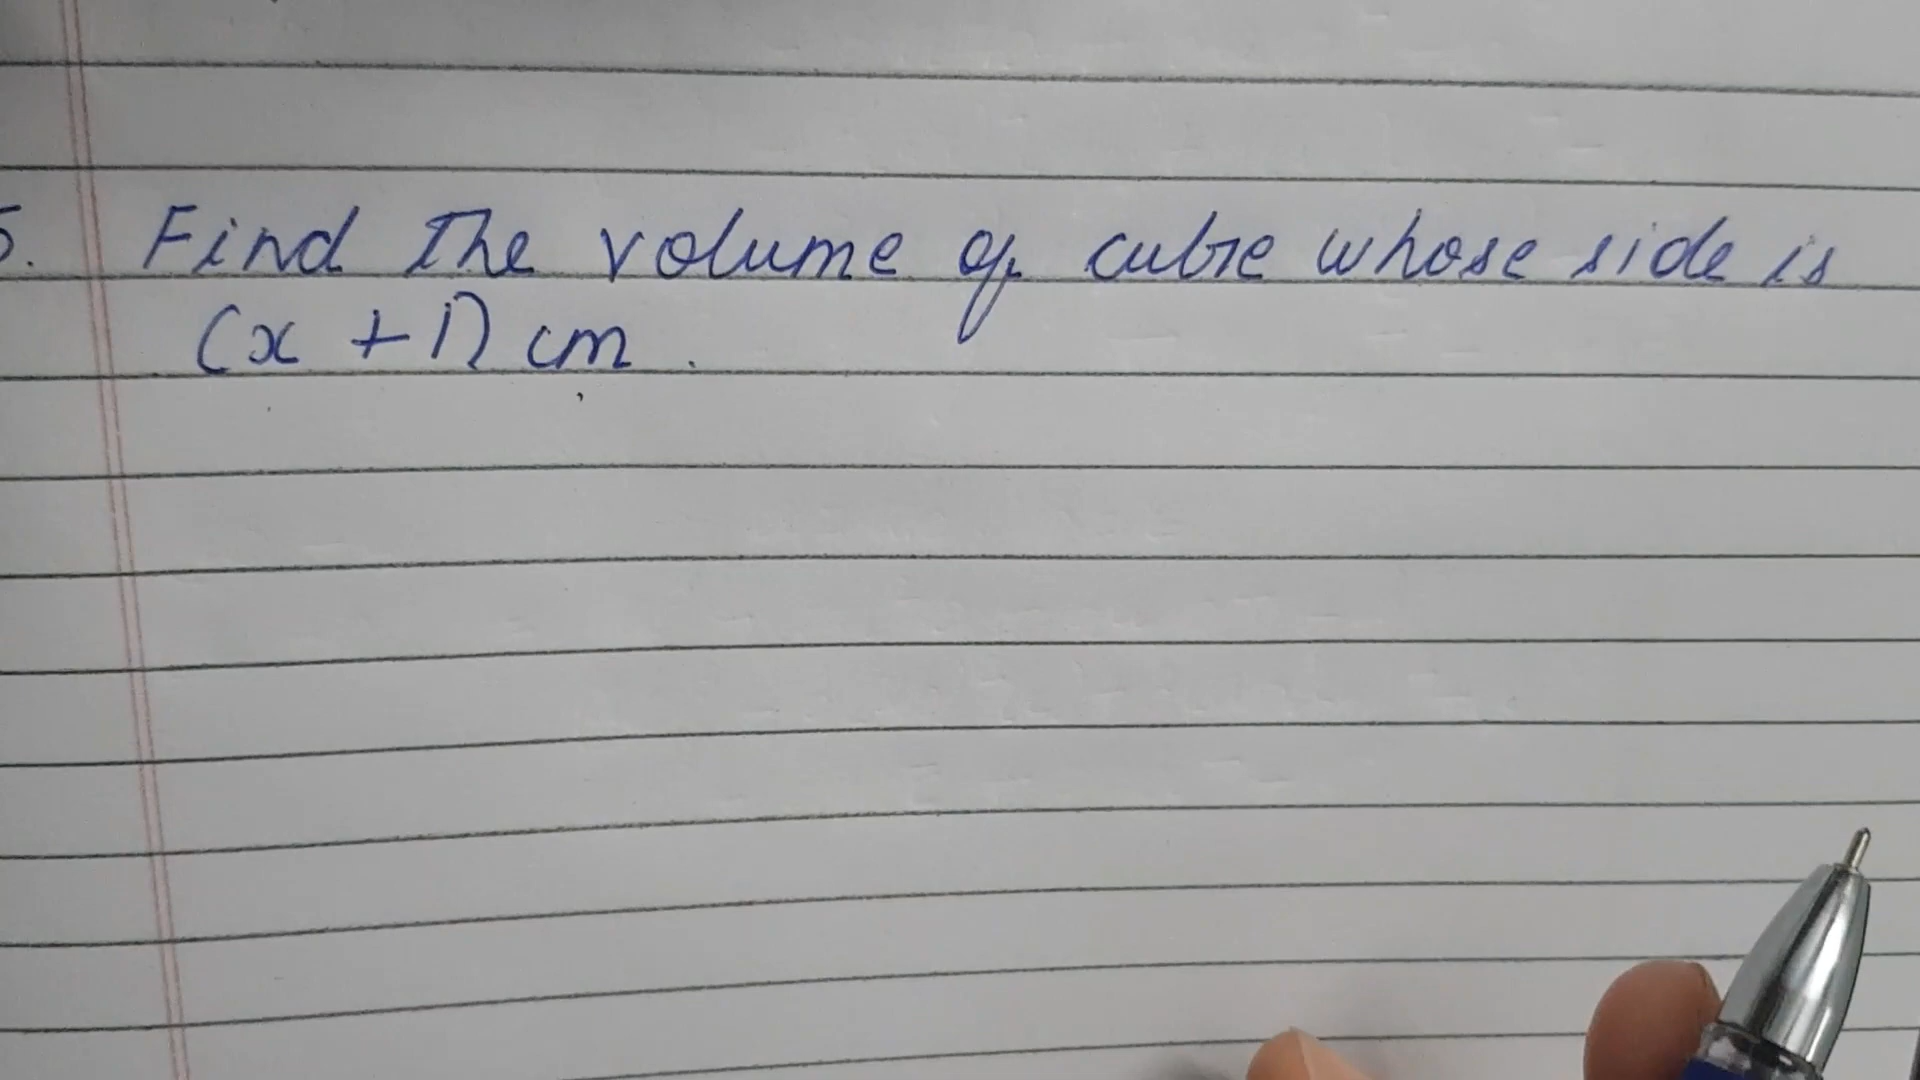 5. Find the volume of cube whose side is
(x + 1) cm.